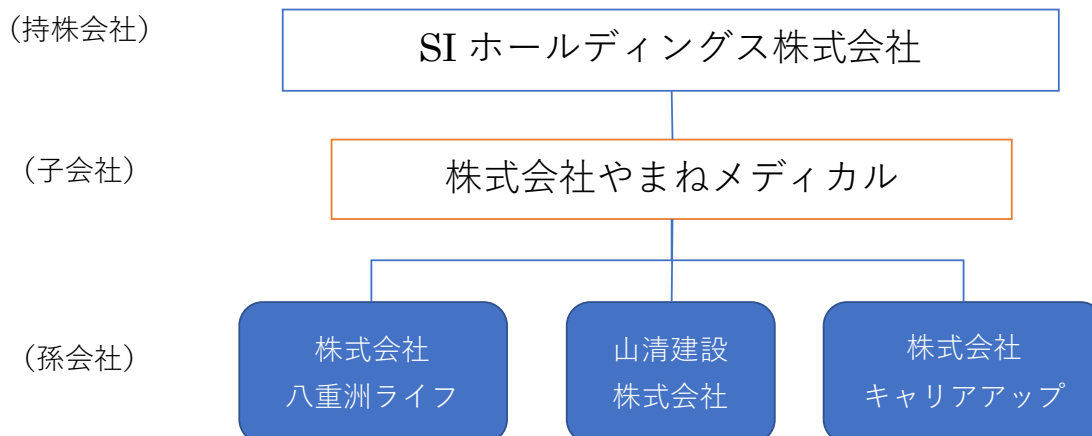 (持株会社)
SI ホールディングス株式会社
(子会社)
株式会社やまねメディカル
(孫会社)
株式会社
八重洲ライフ
山清建設
株式会社
株式会社
キャリアアップ